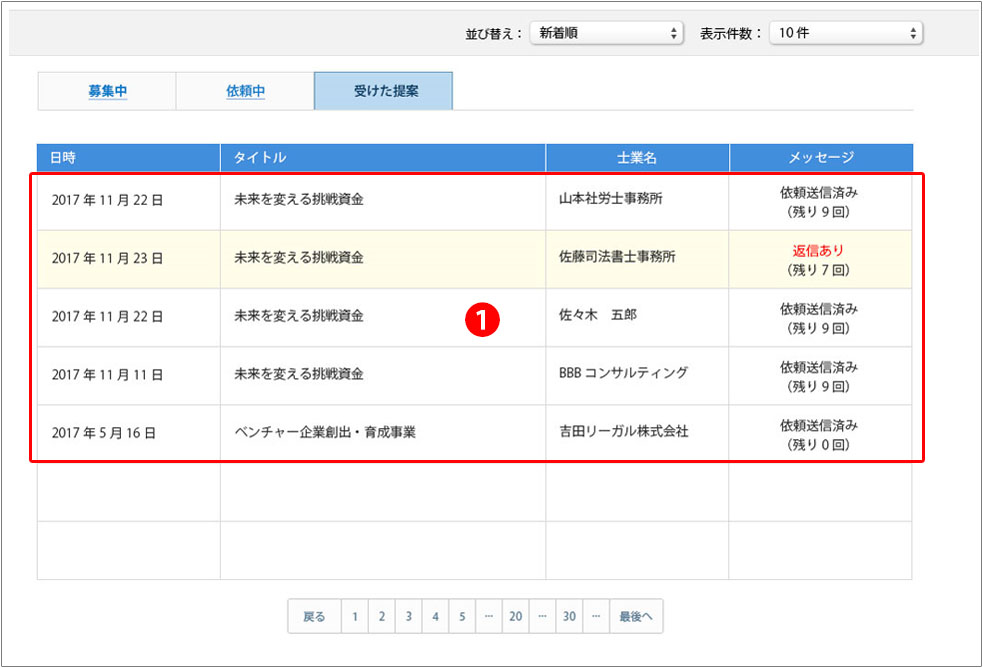 並び替え： 新着順 表示件数： 10 件
募集中 依頼中 受けた提案
日時 タイトル 士業名 メッセージ
2017 年 11 月 22 日 未来を変える挑戦資金 山本社労士事務所 依頼送信済み
（残り 9 回）
2017 年 11 月 23 日 未来を変える挑戦資金 佐藤司法書士事務所 返信あり
（残り 7 回）
2017 年 11 月 22 日 未来を変える挑戦資金 1 佐々木　五郎 依頼送信済み
（残り 9 回）
2017 年 11 月 11 日 未来を変える挑戦資金 BBB コンサルティング 依頼送信済み
（残り 9 回）
2017 年 5 月 16 日 ベンチャー企業創出・育成事業 吉田リーガル株式会社 依頼送信済み
（残り 0 回）
戻る 1 2 3 4 5 … 20 … 30 … 最後へ